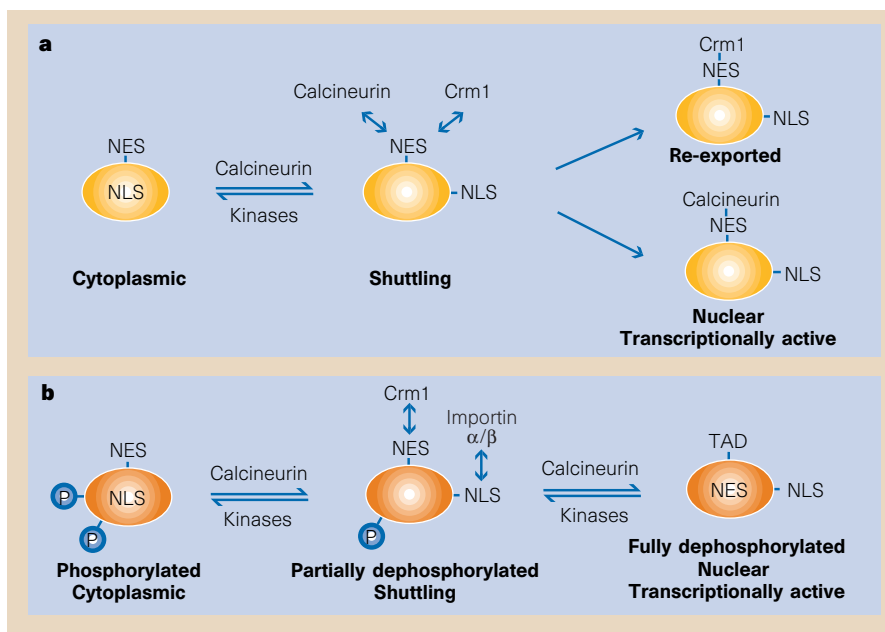 a
NES
NLS
Cytoplasmic
Calcineurin
Kinases
Calcineurin
Crm1
NES
NLS
Shuttling
Crm1
NES
NLS
Re-exported
Calcineurin
NES
NLS
Nuclear
Transcriptionally active
b
NES
P
NLS
P
Phosphorylated
Cytoplasmic
Calcineurin
Kinases
Crm1
Importin
α/β
NES
NLS
P
Partially dephosphorylated
Shuttling
Calcineurin
Kinases
TAD
NES
NLS
Fully dephosphorylated
Nuclear
Transcriptionally active